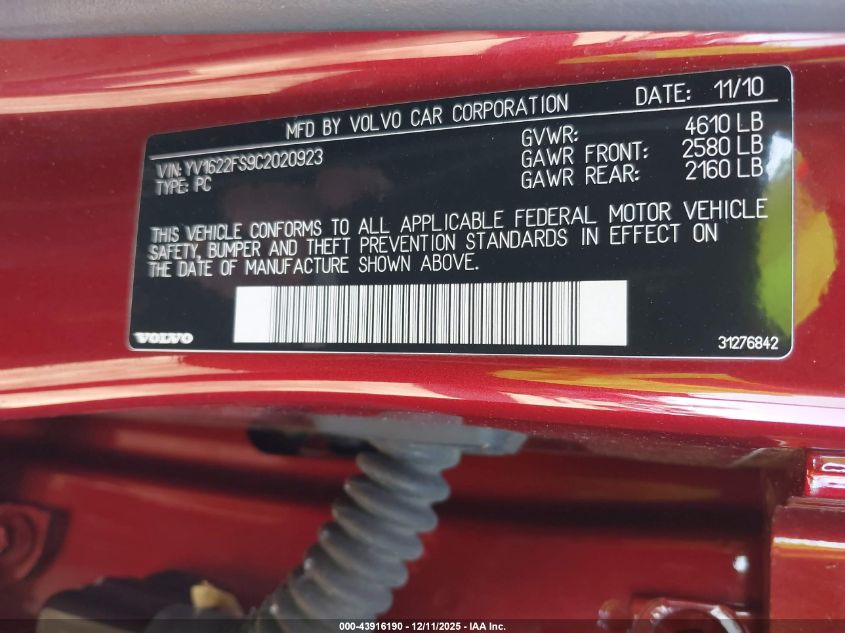 MFD BY VOLVO CAR CORPORATION DATE: 11/10
VIN: YV1622FS9C2020923
TYPE: PC
GVWR: 4610 LB
GAWR FRONT: 2580 LB
GAWR REAR: 2160 LB
THIS VEHICLE CONFORMS TO ALL APPLICABLE FEDERAL MOTOR VEHICLE
SAFETY, BUMPER AND THEFT PREVENTION STANDARDS IN EFFECT ON
THE DATE OF MANUFACTURE SHOWN ABOVE.
VOLVO
31276842
000-43916190 - 12/11/2025 - IAA Inc.